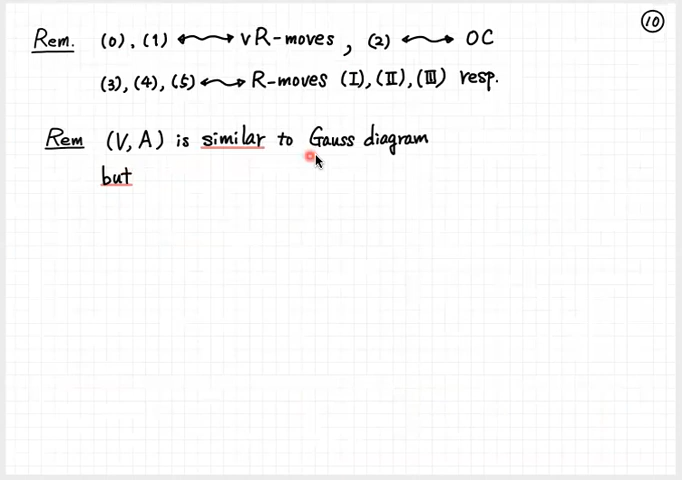 ⑩
Rem. (0), (1) ⟷ vR-moves, (2) ⟷ OC
(3), (4), (5) ⟷ R-moves (I), (II), (III) resp.
Rem (V, A) is similar to Gauss diagram
but